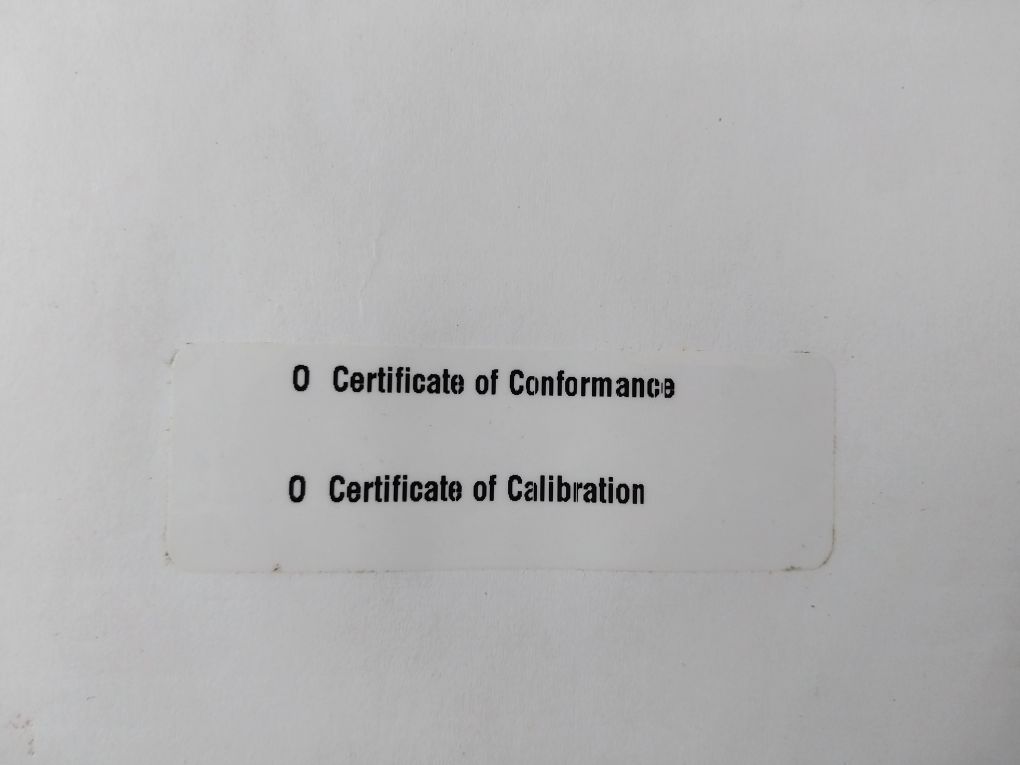 O Certificate of Conformance
O Certificate of Calibration